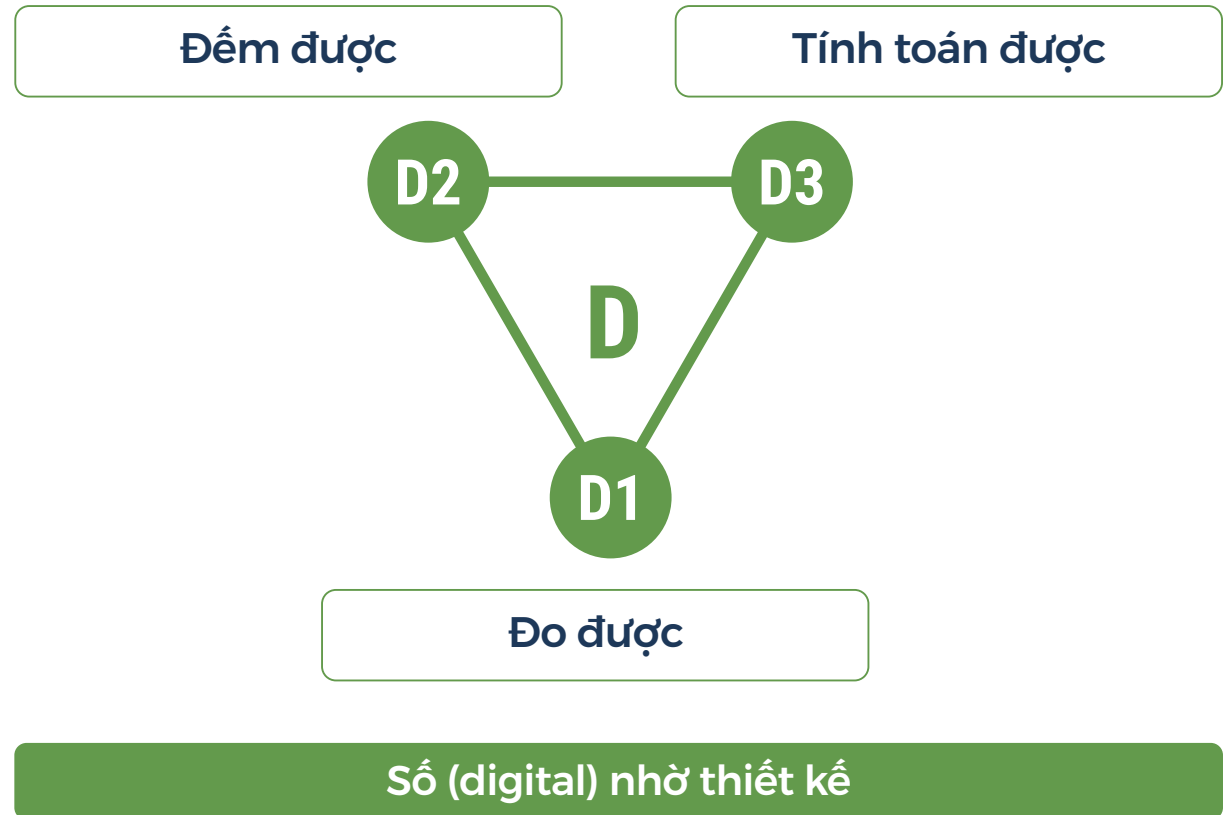 Đếm được
Tính toán được
D2
D3
D
D1
Đo được
Số (digital) nhờ thiết kế